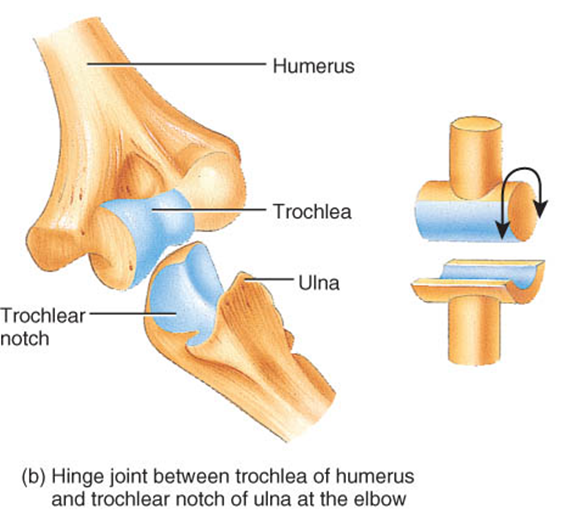 Humerus
Trochlea
Ulna
Trochlear
notch
(b) Hinge joint between trochlea of humerus
and trochlear notch of ulna at the elbow